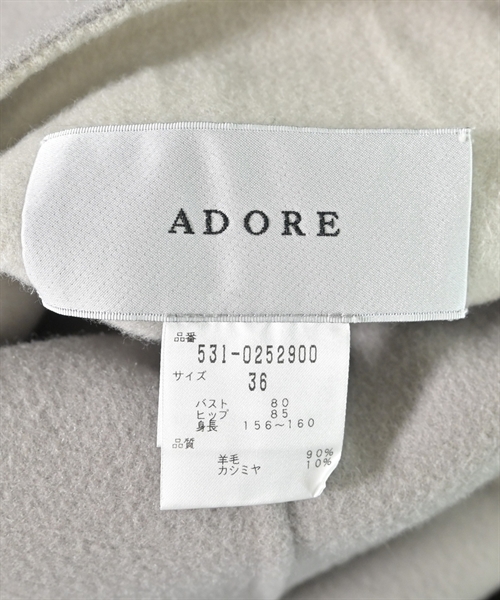 ADORE
品番
531-0252900
サイズ
36
バスト 80
ヒップ 85
身長 156～160
品質
羊毛 90%
カシミヤ 10%